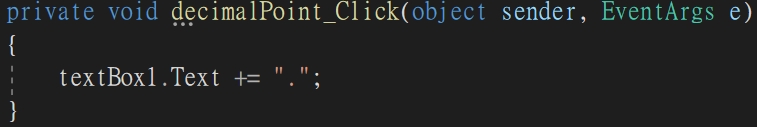 private void decimalPoint_Click(object sender, EventArgs e)
{
    textBox1.Text += ".";
}